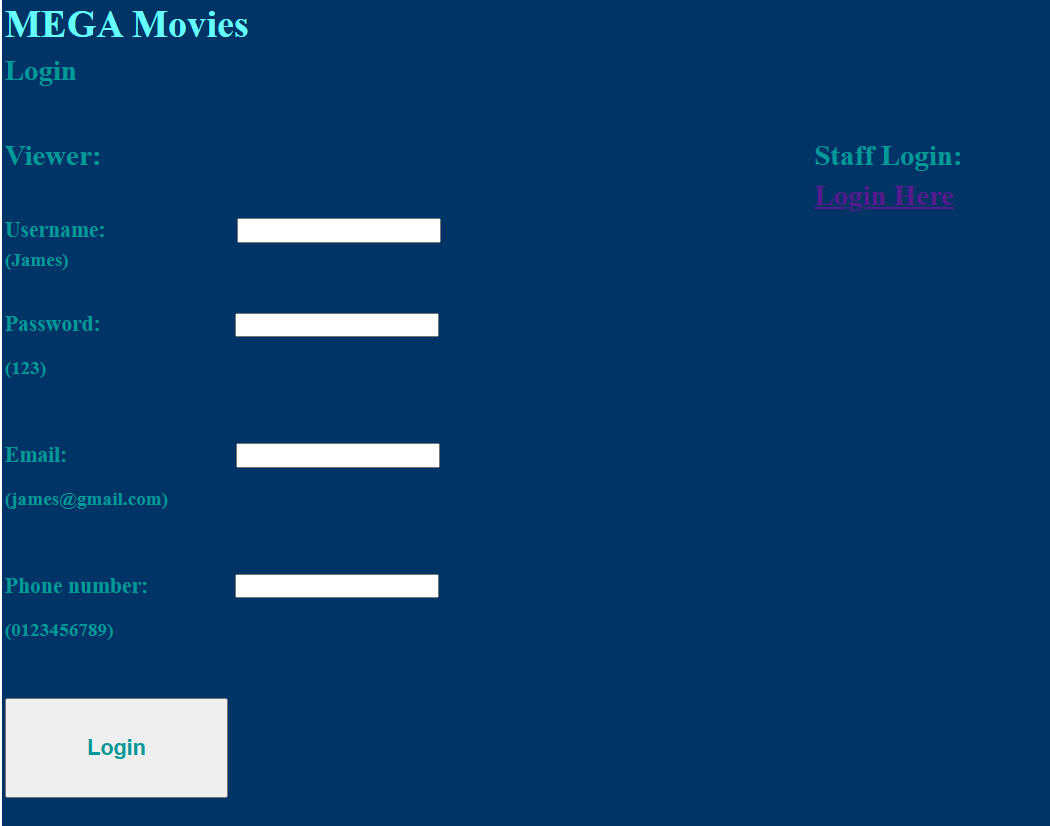 MEGA Movies
Login
Viewer:
Staff Login:
Login Here
Username:
(James)
Password:
(123)
Email:
(james@gmail.com)
Phone number:
(0123456789)
Login